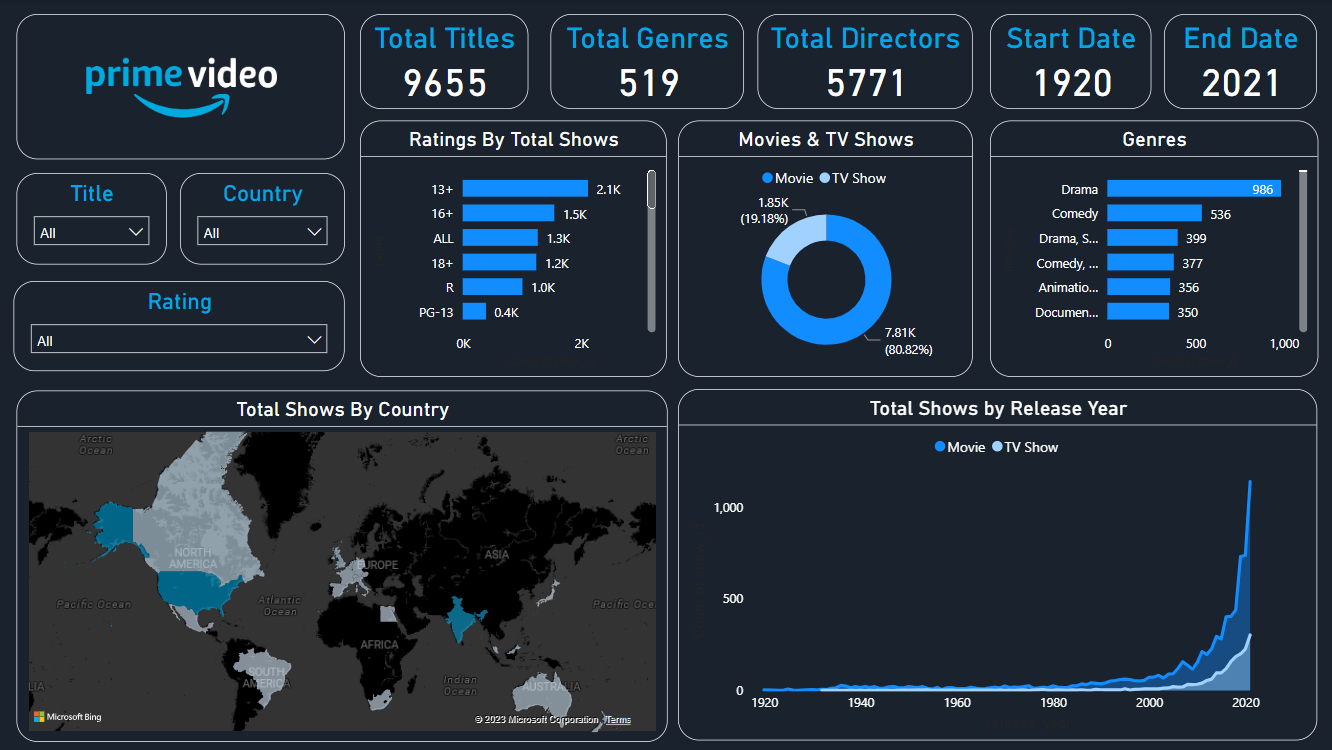 prime video
Total Titles
9655
Total Genres
519
Total Directors
5771
Start Date
1920
End Date
2021
Title
All
Country
All
Rating
All
Ratings By Total Shows
13+ 2.1K
16+ 1.5K
ALL 1.3K
18+ 1.2K
R 1.0K
PG-13 0.4K
0K 2K
Movies & TV Shows
Movie TV Show
1.85K
(19.18%)
7.81K
(80.82%)
Genres
Drama 986
Comedy 536
Drama, S... 399
Comedy, ... 377
Animatio... 356
Documen... 350
0 500 1,000
Total Shows By Country
Arctic
Ocean
Arctic
Ocean
NORTH
AMERICA
EUROPE
ASIA
Pacific Ocean
Atlantic
Ocean
Pacific Oce
AFRICA
SOUTH
AMERICA
Indian
Ocean
LIA
AUSTRALIA
Microsoft Bing
© 2023 Microsoft Corporation Terms
Total Shows by Release Year
Movie TV Show
1,000
500
0
1920 1940 1960 1980 2000 2020